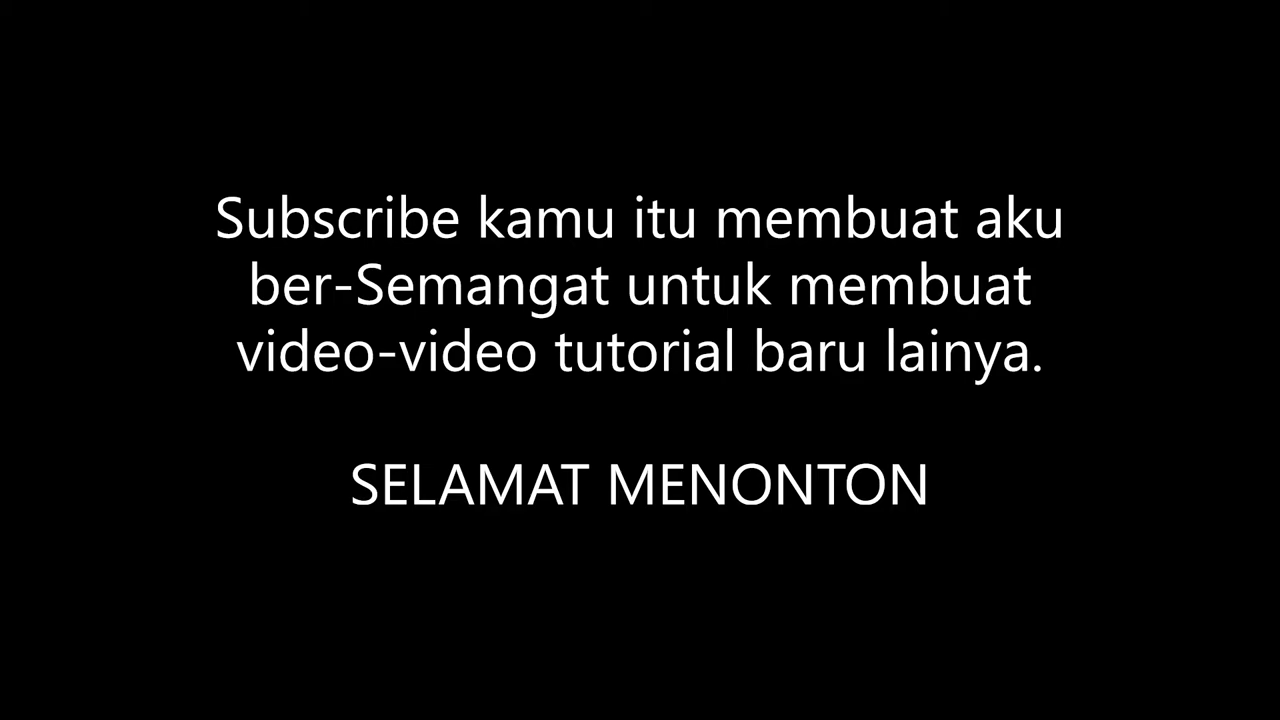 Subscribe kamu itu membuat aku
ber-Semangat untuk membuat
video-video tutorial baru lainya.
SELAMAT MENONTON